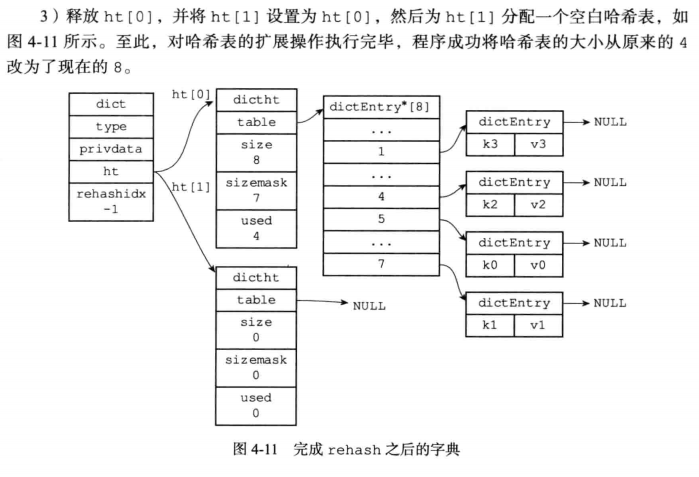 3）释放 ht[0]，并将 ht[1] 设置为 ht[0]，然后为 ht[1] 分配一个空白哈希表，如
图 4-11 所示。至此，对哈希表的扩展操作执行完毕，程序成功将哈希表的大小从原来的 4
改为了现在的 8。
dict
type
privdata
ht
rehashidx
-1
ht[0]
ht[1]
dictht
table
size
8
sizemask
7
used
4
dictEntry*[8]
...
1
...
4
5
...
7
dictEntry
k3 v3
NULL
dictEntry
k2 v2
NULL
dictEntry
k0 v0
NULL
dictEntry
k1 v1
NULL
dictht
table
size
0
sizemask
0
used
0
NULL
图 4-11 完成 rehash 之后的字典